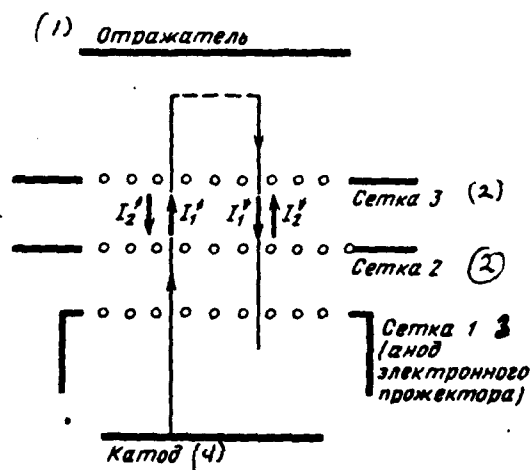 (1) Отражатель
I₂' I₁' I₁' I₂'
Сетка 3 (2)
Сетка 2 (2)
Сетка 1 3
(анод
электронного
прожектора)
Катод (4)